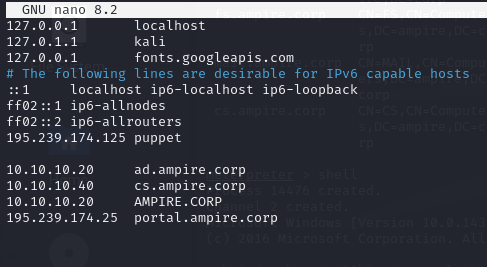 GNU nano 8.2
127.0.0.1 localhost
127.0.1.1 kali
127.0.0.1 fonts.googleapis.com
# The following lines are desirable for IPv6 capable hosts
::1 localhost ip6-localhost ip6-loopback
ff02::1 ip6-allnodes
ff02::2 ip6-allrouters
195.239.174.125 puppet
10.10.10.20 ad.ampire.corp
10.10.10.40 cs.ampire.corp
10.10.10.20 AMPIRE.CORP
195.239.174.25 portal.ampire.corp